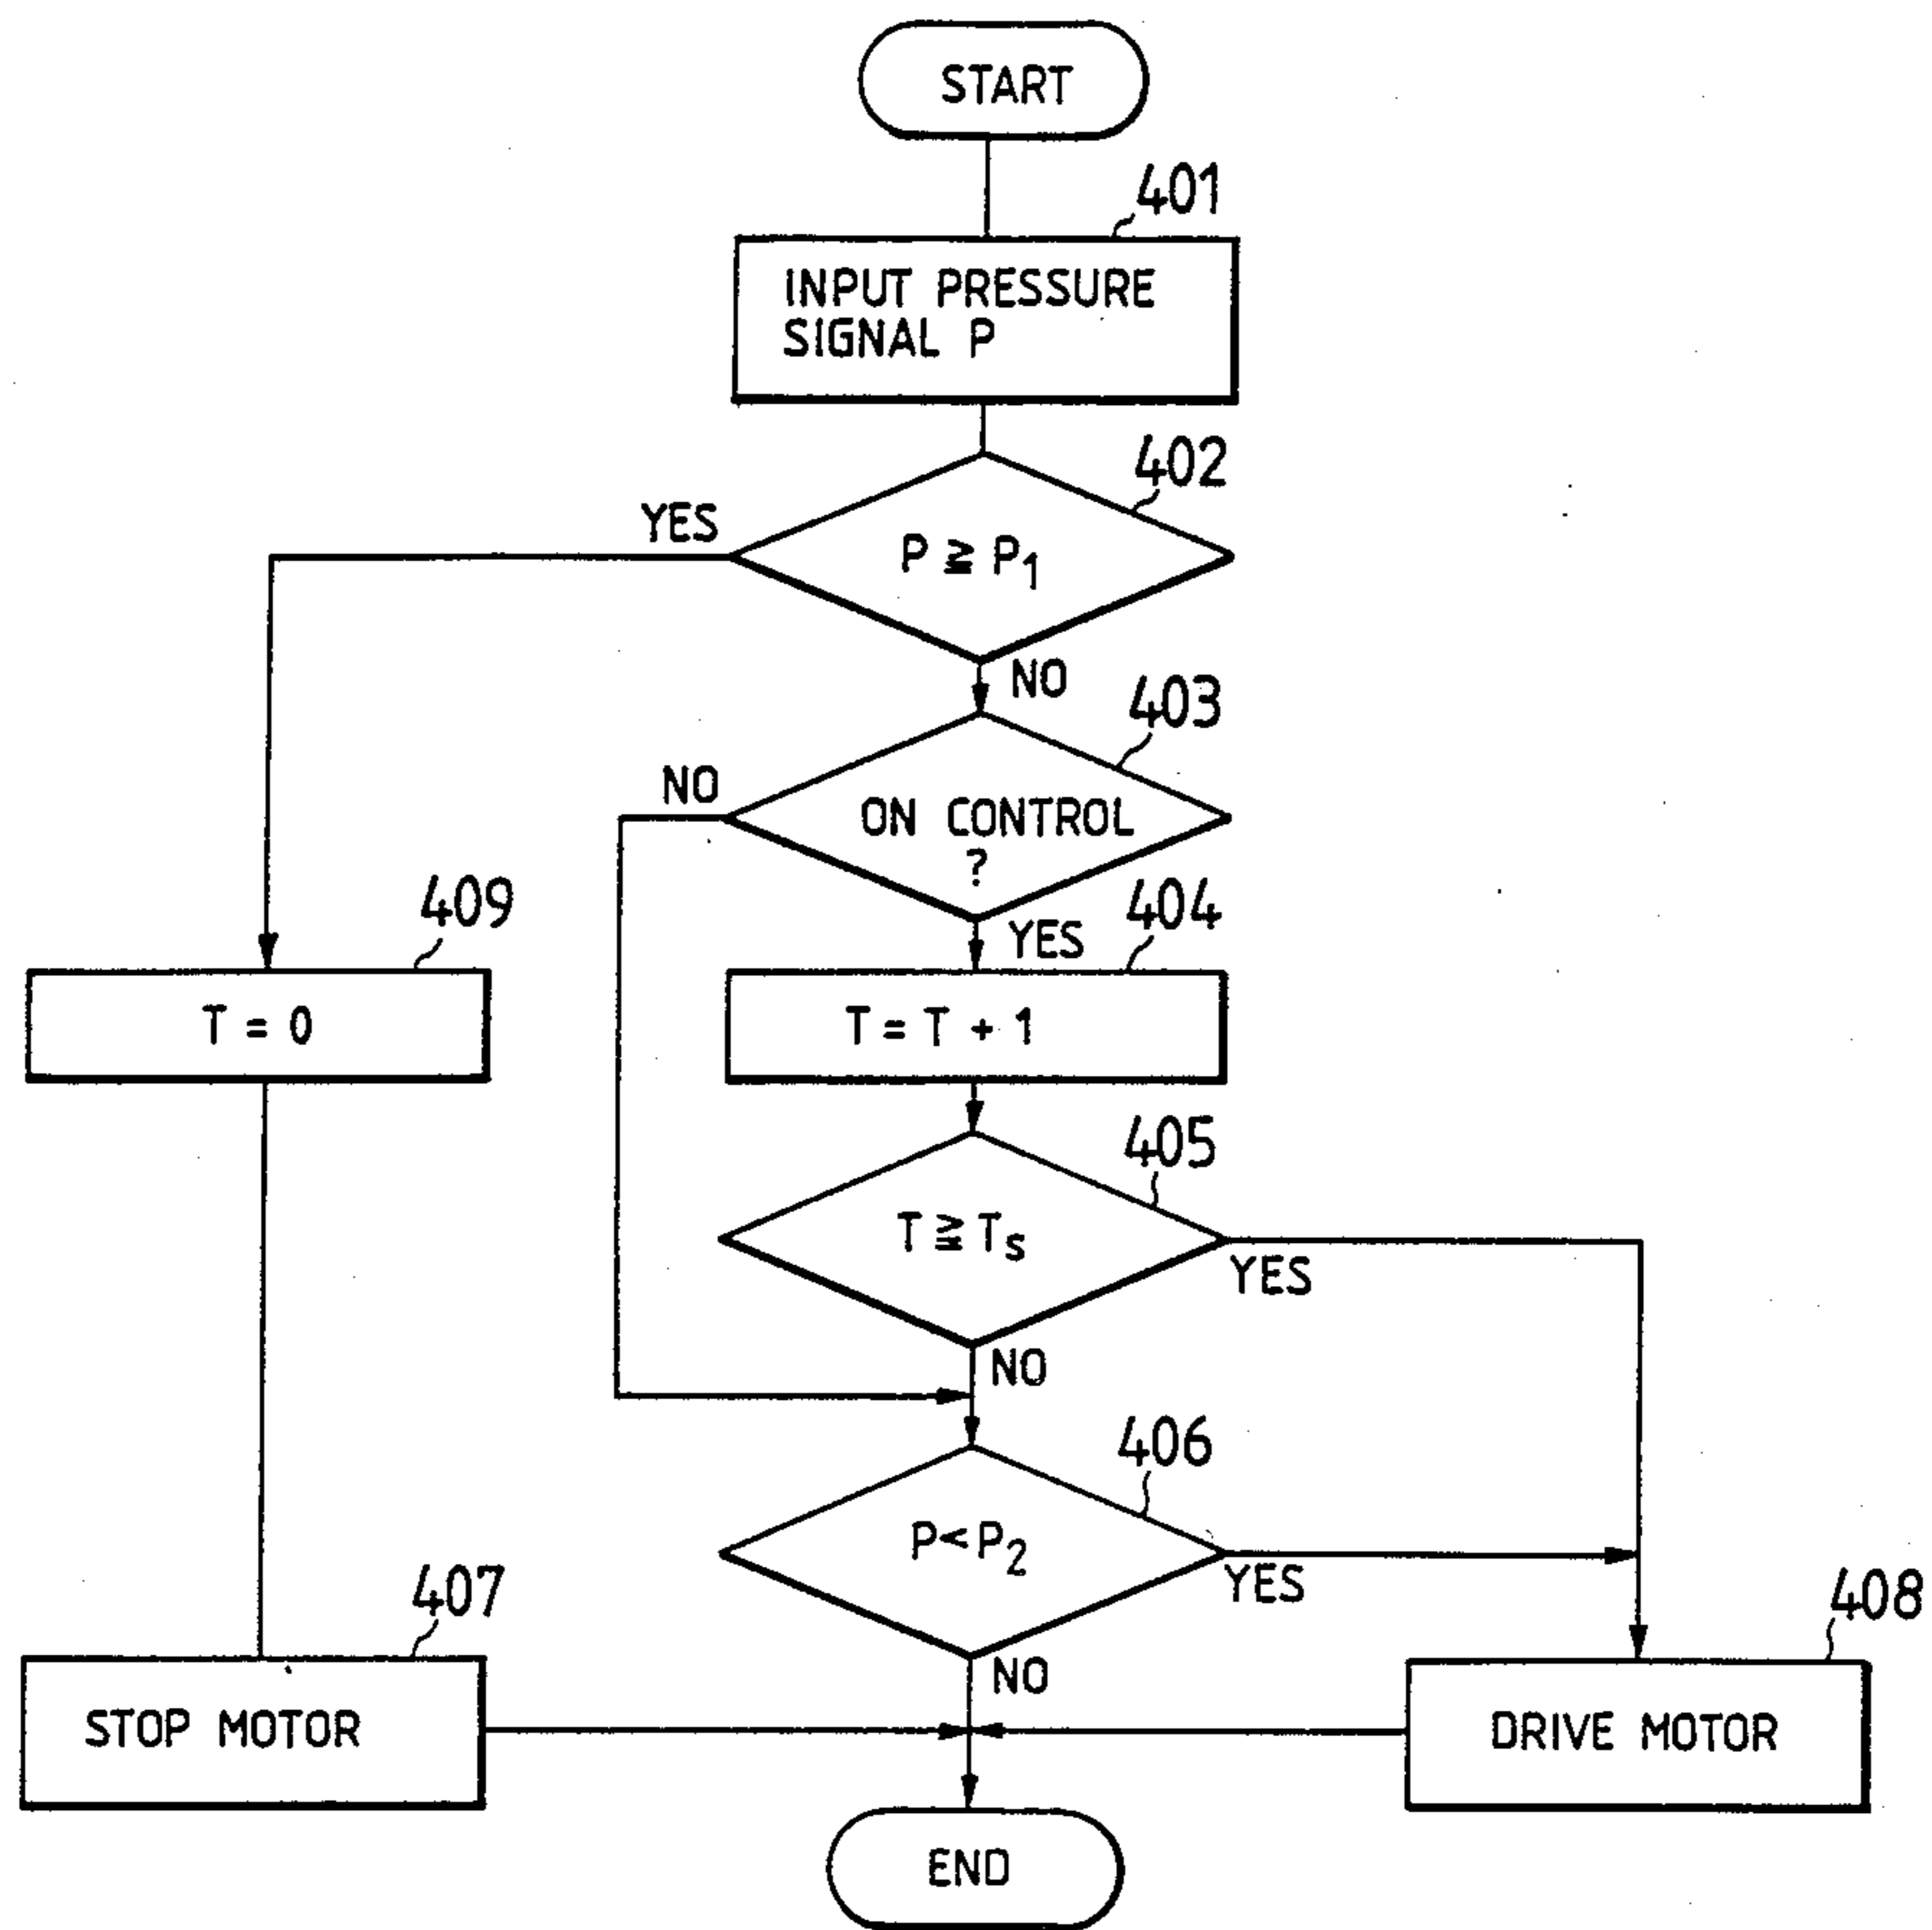 START
401
INPUT PRESSURE
SIGNAL P
402
YES
P ≧ P1
NO
403
NO
ON CONTROL
?
409
YES
404
T = 0
T = T + 1
405
T ≧ Ts
YES
NO
406
P<P2
YES
407
408
NO
STOP MOTOR
DRIVE MOTOR
END